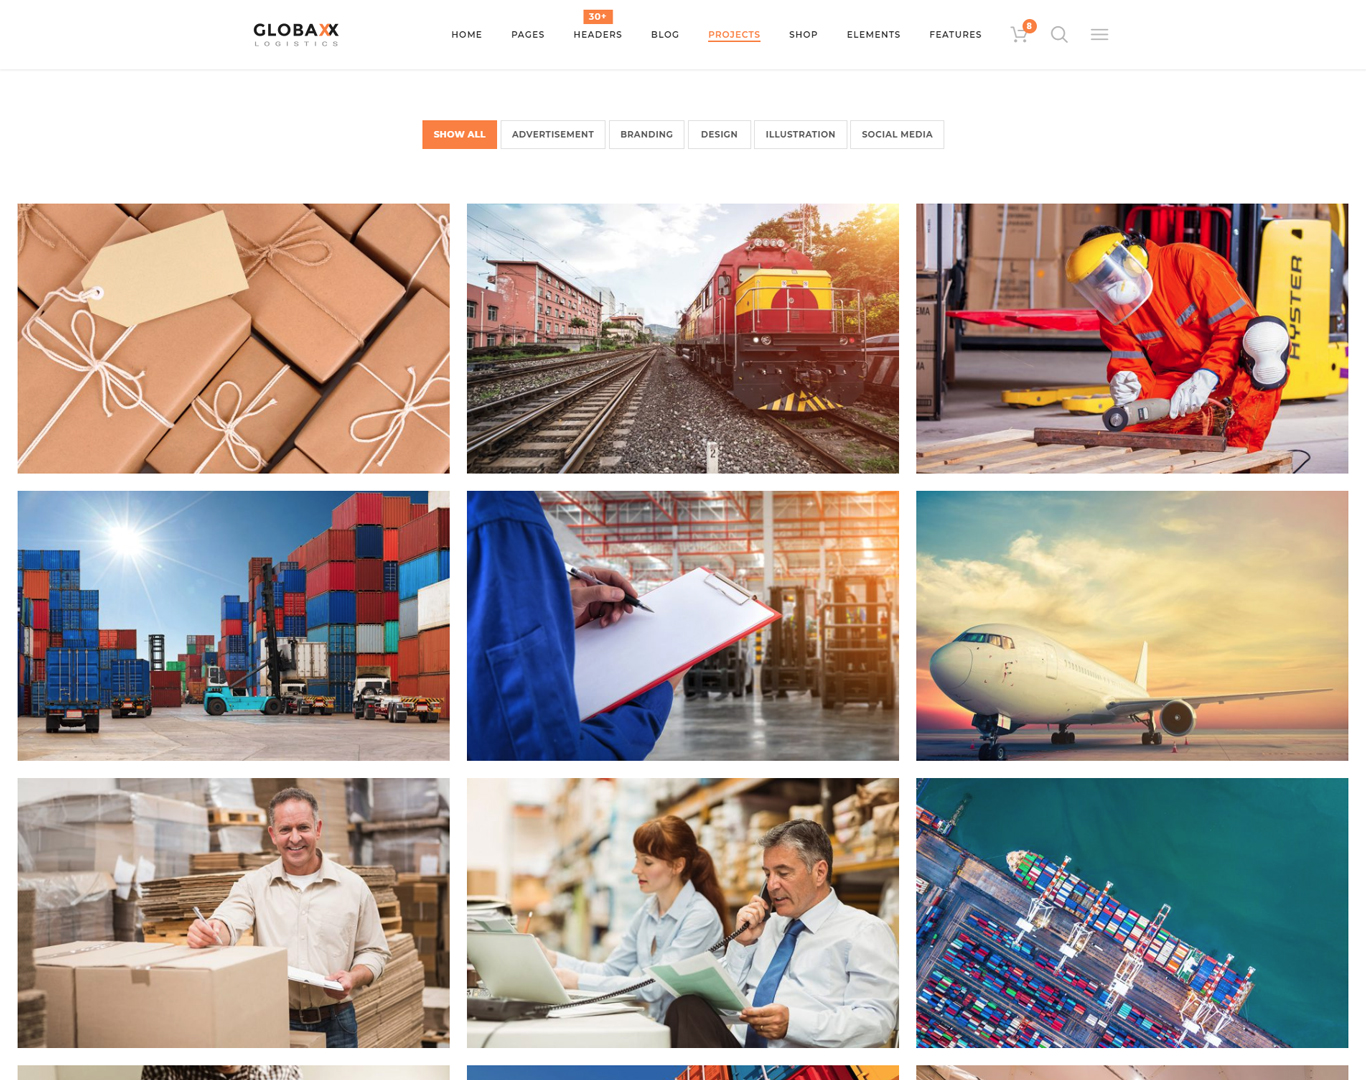 30+
GLOBAXX
LOGISTICS
HOME PAGES HEADERS BLOG PROJECTS SHOP ELEMENTS FEATURES 8
SHOW ALL ADVERTISEMENT BRANDING DESIGN ILLUSTRATION SOCIAL MEDIA
HYSTER
2